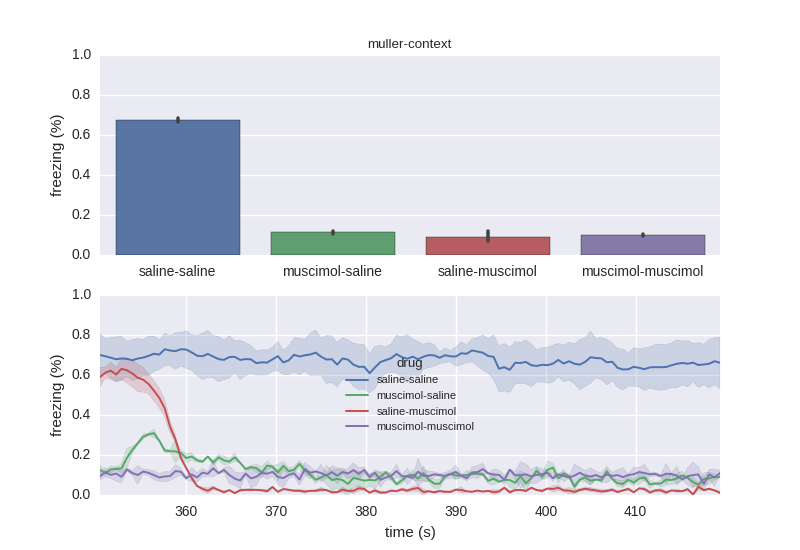 muller-context
1.0
0.8
0.6
0.4
0.2
0.0
freezing (%)
saline-saline muscimol-saline saline-muscimol muscimol-muscimol
1.0
0.8
0.6
0.4
0.2
0.0
freezing (%)
drug
saline-saline
muscimol-saline
saline-muscimol
muscimol-muscimol
360 370 380 390 400 410
time (s)